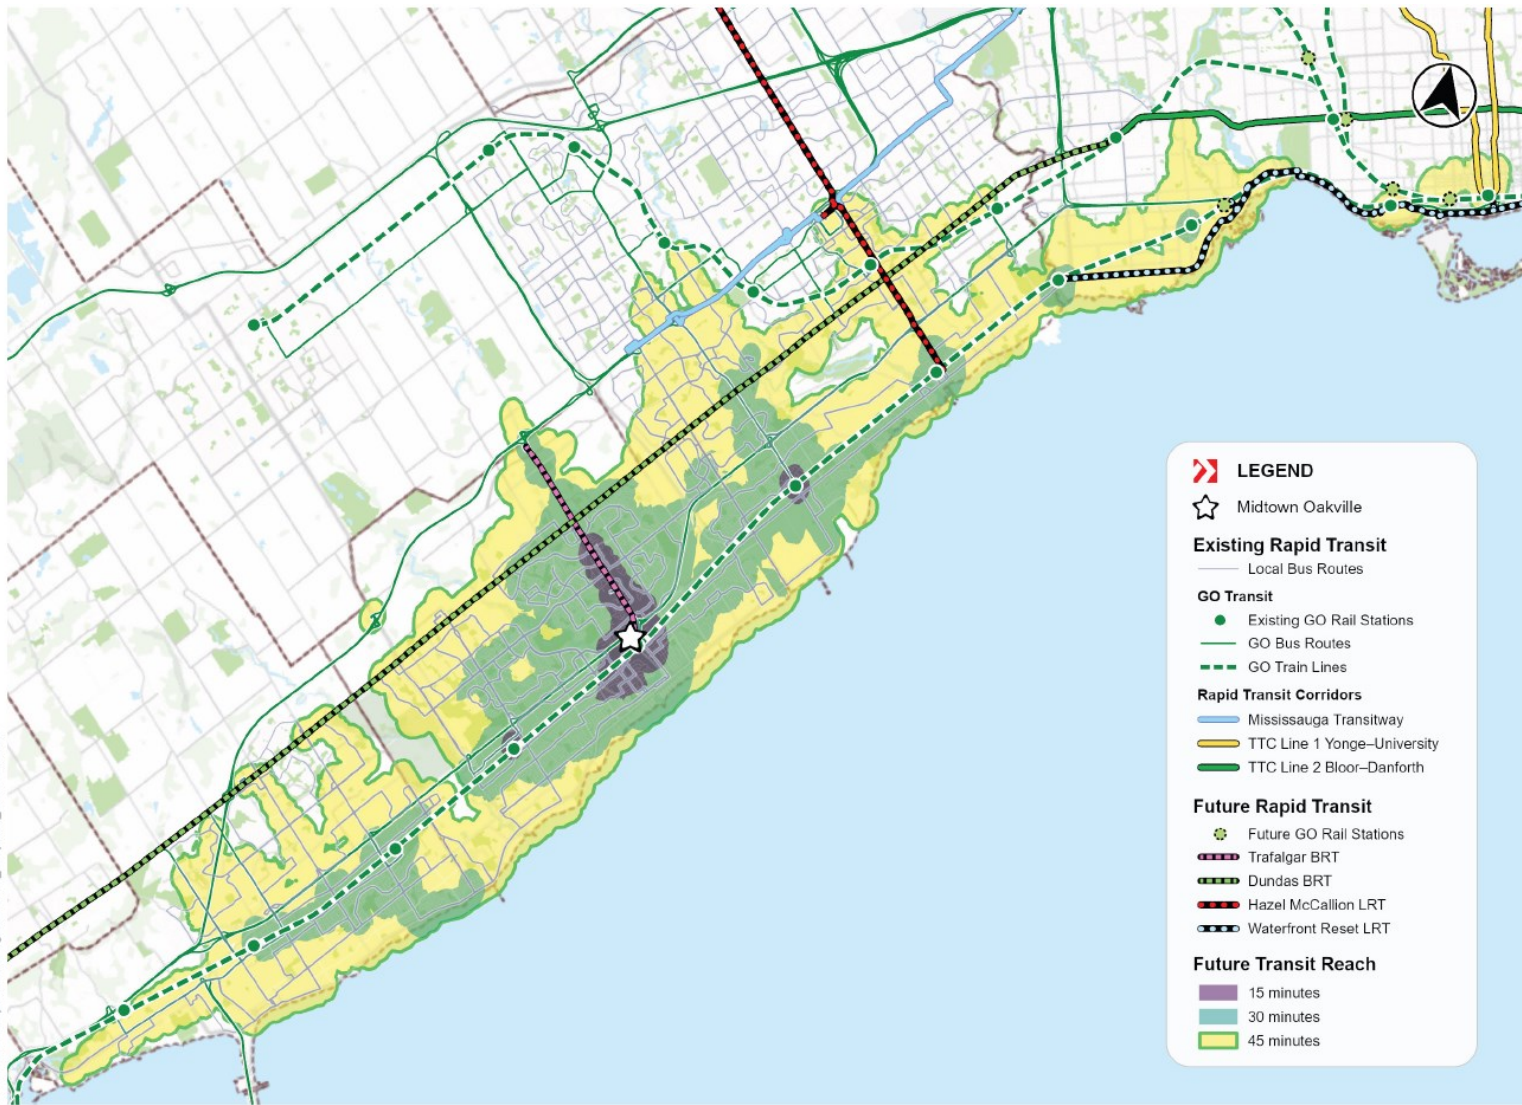 LEGEND
Midtown Oakville
Existing Rapid Transit
Local Bus Routes
GO Transit
Existing GO Rail Stations
GO Bus Routes
GO Train Lines
Rapid Transit Corridors
Mississauga Transitway
TTC Line 1 Yonge–University
TTC Line 2 Bloor–Danforth
Future Rapid Transit
Future GO Rail Stations
Trafalgar BRT
Dundas BRT
Hazel McCallion LRT
Waterfront Reset LRT
Future Transit Reach
15 minutes
30 minutes
45 minutes